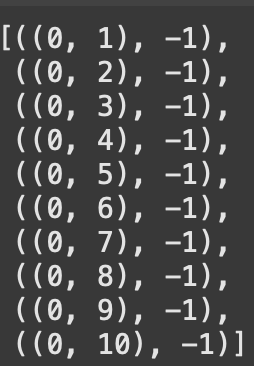 [((0, 1), −1),
((0, 2), −1),
((0, 3), −1),
((0, 4), −1),
((0, 5), −1),
((0, 6), −1),
((0, 7), −1),
((0, 8), −1),
((0, 9), −1),
((0, 10), −1)]